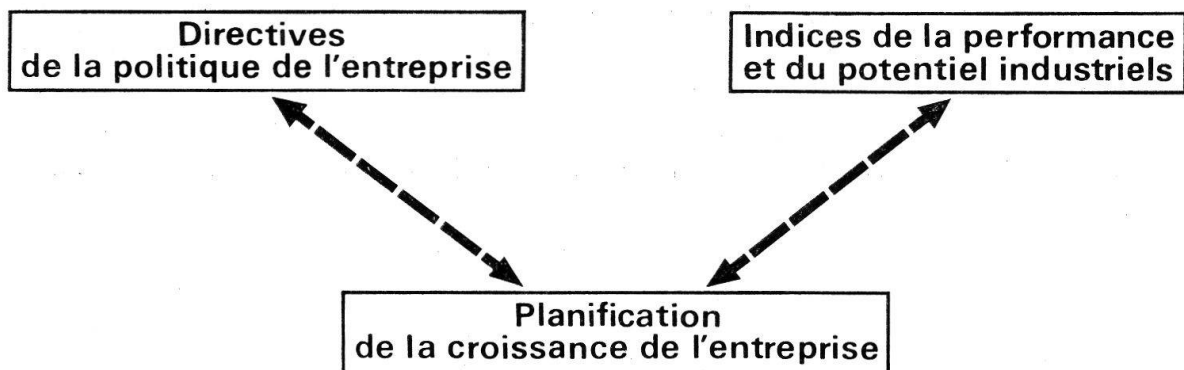 Directives
de la politique de l'entreprise
Indices de la performance
et du potentiel industriels
Planification
de la croissance de l'entreprise